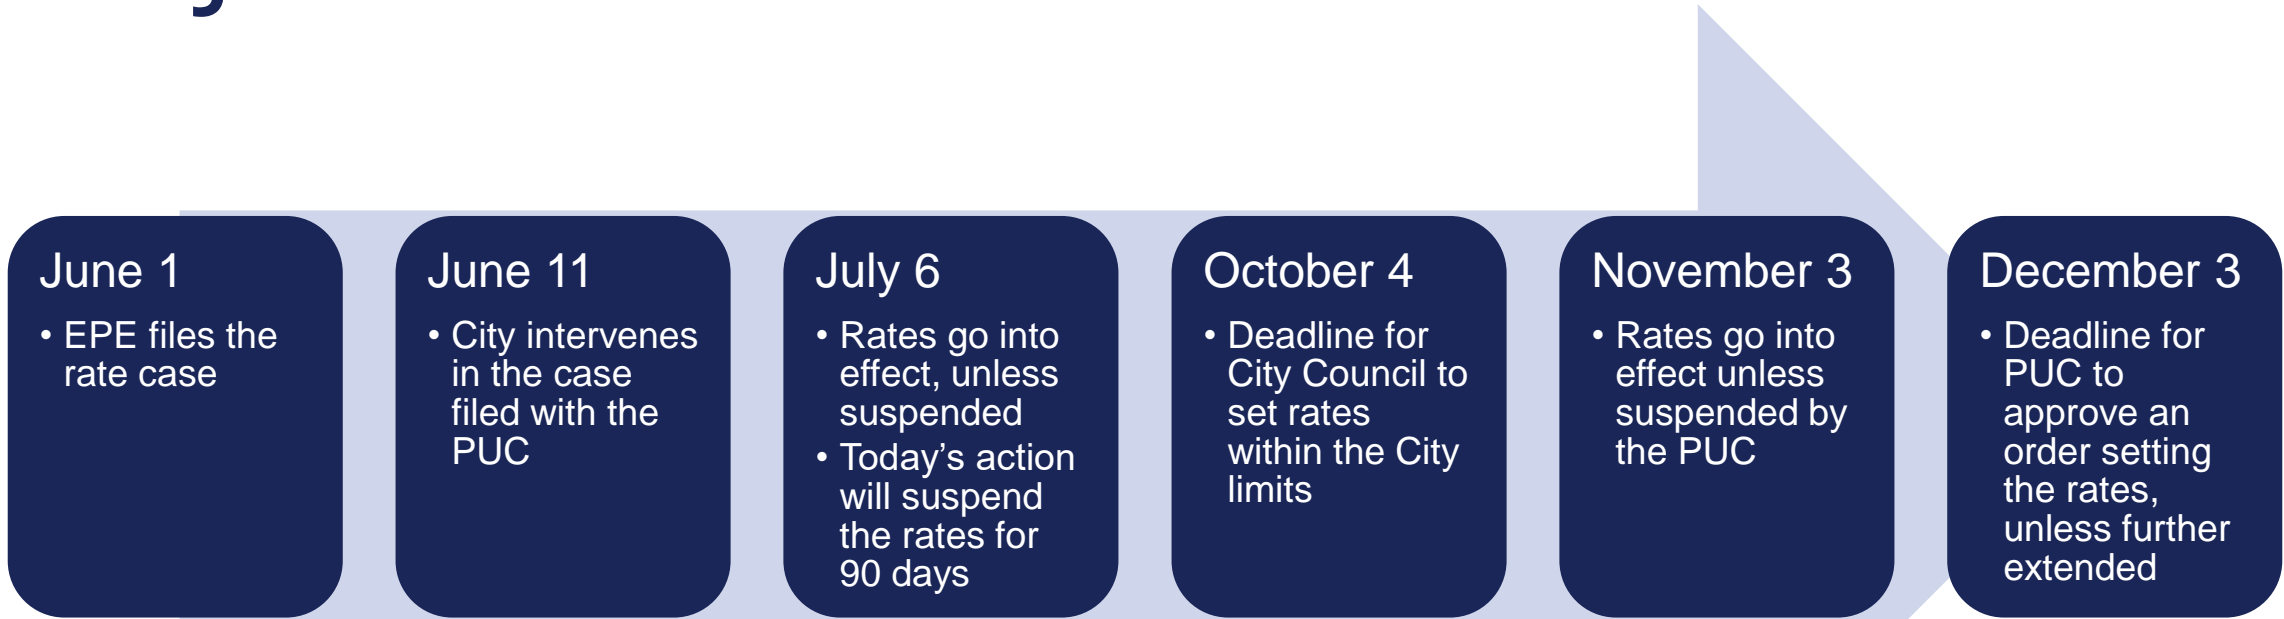 June 1
• EPE files the
rate case
June 11
• City intervenes
in the case
filed with the
PUC
July 6
• Rates go into
effect, unless
suspended
• Today’s action
will suspend
the rates for
90 days
October 4
• Deadline for
City Council to
set rates
within the City
limits
November 3
• Rates go into
effect unless
suspended by
the PUC
December 3
• Deadline for
PUC to
approve an
order setting
the rates,
unless further
extended